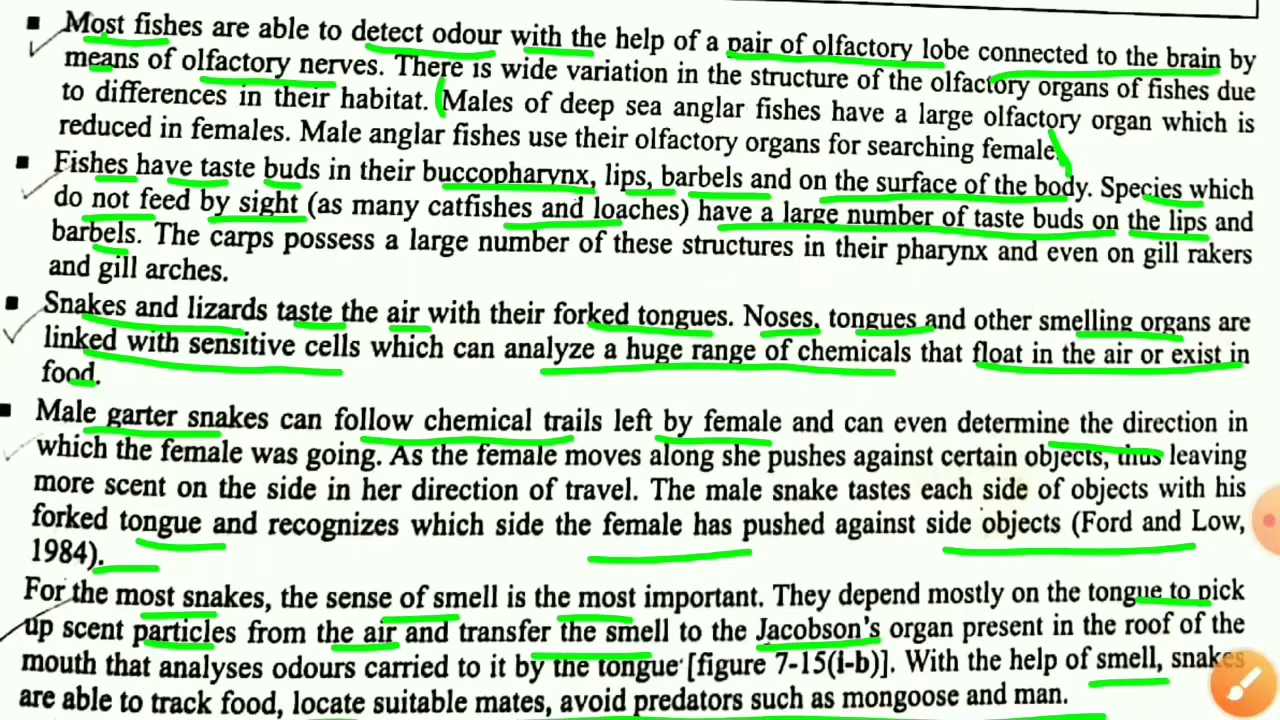 ▪ Most fishes are able to detect odour with the help of a pair of olfactory lobe connected to the brain by
means of olfactory nerves. There is wide variation in the structure of the olfactory organs of fishes due
to differences in their habitat. Males of deep sea anglar fishes have a large olfactory organ which is
reduced in females. Male anglar fishes use their olfactory organs for searching female.
▪ Fishes have taste buds in their buccopharynx, lips, barbels and on the surface of the body. Species which
do not feed by sight (as many catfishes and loaches) have a large number of taste buds on the lips and
barbels. The carps possess a large number of these structures in their pharynx and even on gill rakers
and gill arches.
▪ Snakes and lizards taste the air with their forked tongues. Noses, tongues and other smelling organs are
linked with sensitive cells which can analyze a huge range of chemicals that float in the air or exist in
food.
▪ Male garter snakes can follow chemical trails left by female and can even determine the direction in
which the female was going. As the female moves along she pushes against certain objects, thus leaving
more scent on the side in her direction of travel. The male snake tastes each side of objects with his
forked tongue and recognizes which side the female has pushed against side objects (Ford and Low,
1984).
For the most snakes, the sense of smell is the most important. They depend mostly on the tongue to pick
up scent particles from the air and transfer the smell to the Jacobson's organ present in the roof of the
mouth that analyses odours carried to it by the tongue [figure 7-15(i-b)]. With the help of smell, snakes
are able to track food, locate suitable mates, avoid predators such as mongoose and man.